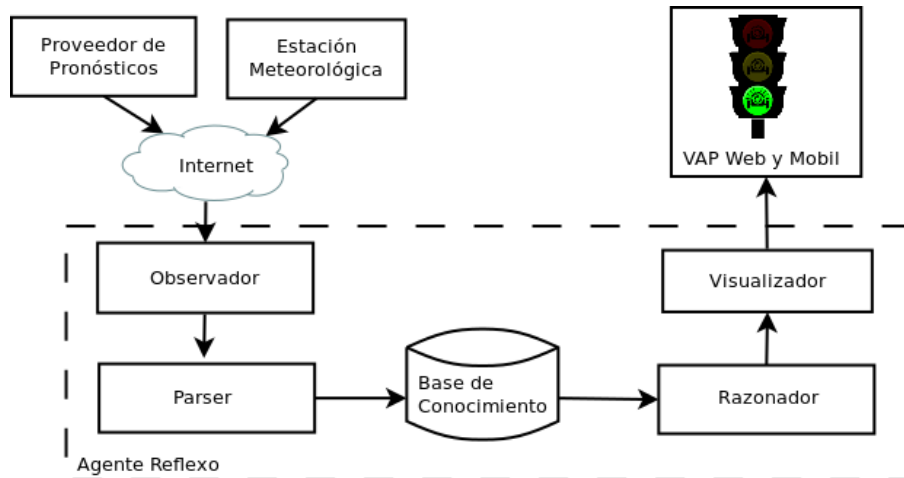 Proveedor de
Pronósticos
Estación
Meteorológica
Internet
VAP Web y Mobil
Observador
Visualizador
Parser
Base de
Conocimiento
Razonador
Agente Reflexo